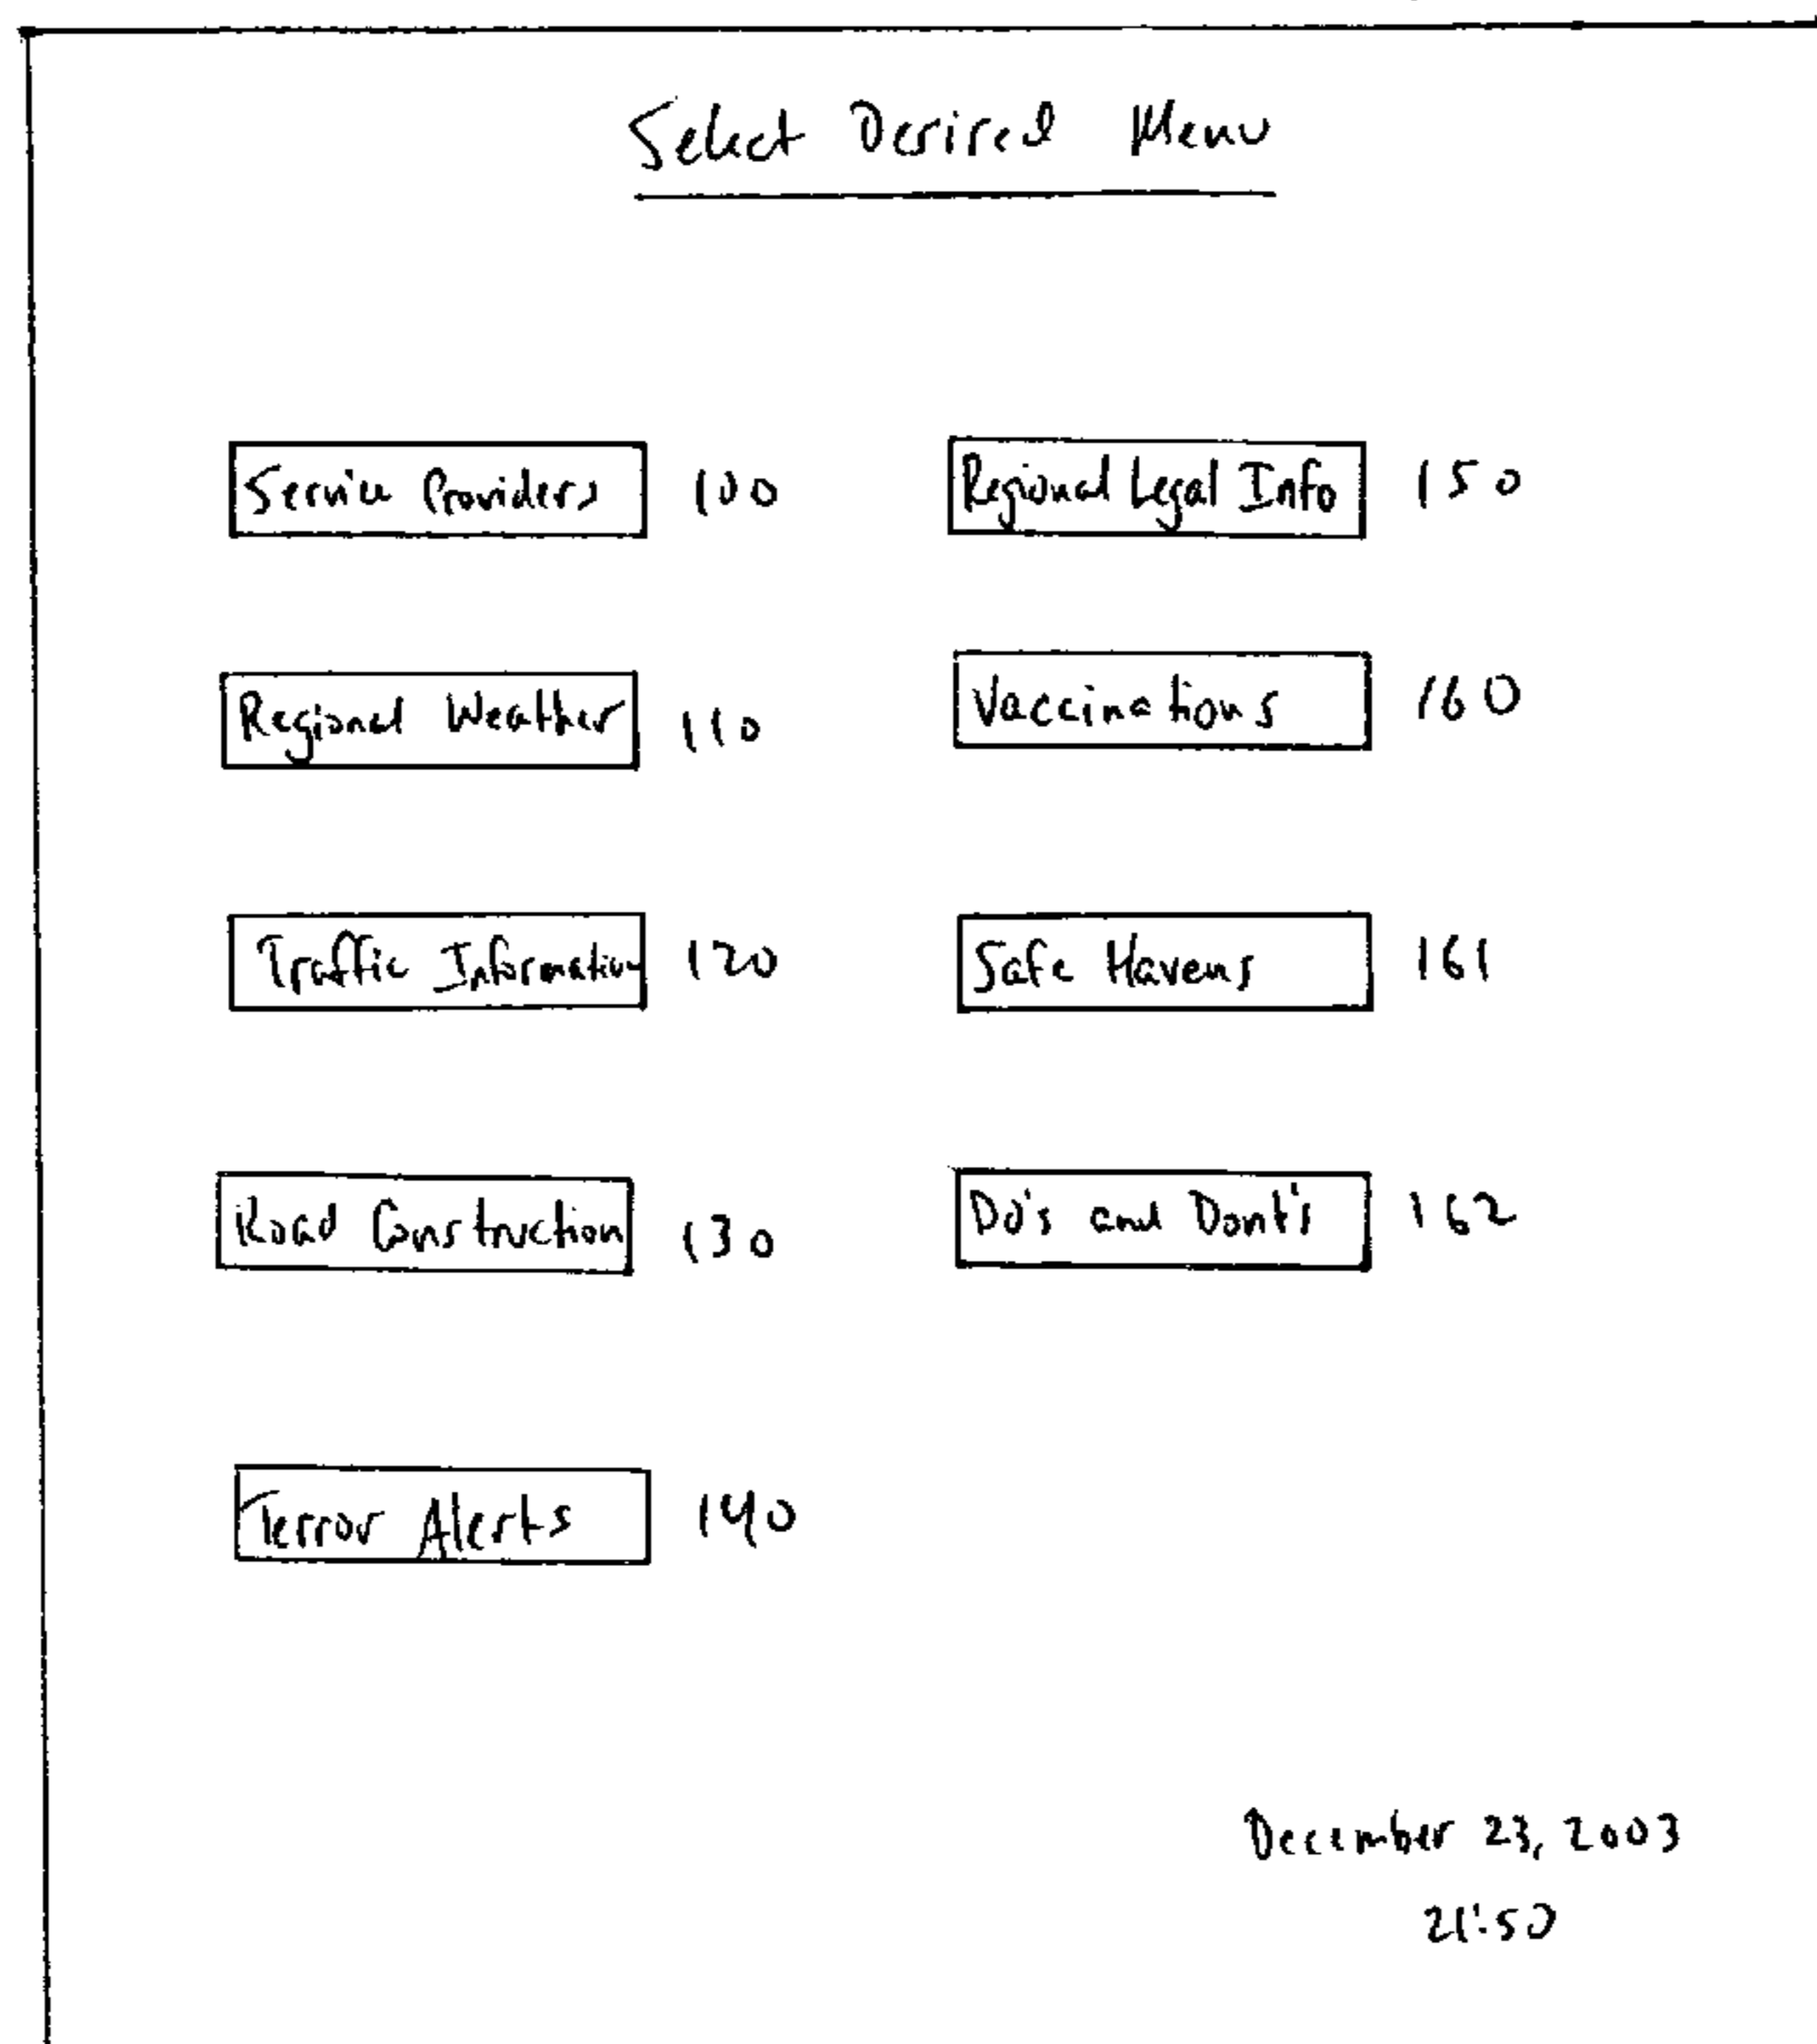 Select Desired Menu
Service Providers 100
Regional Legal Info 150
Regional Weather 110
Vaccinations 160
Traffic Information 120
Safe Havens 161
Road Construction 130
Do's and Dont's 162
Terror Alerts 140
December 23, 2003
21:50